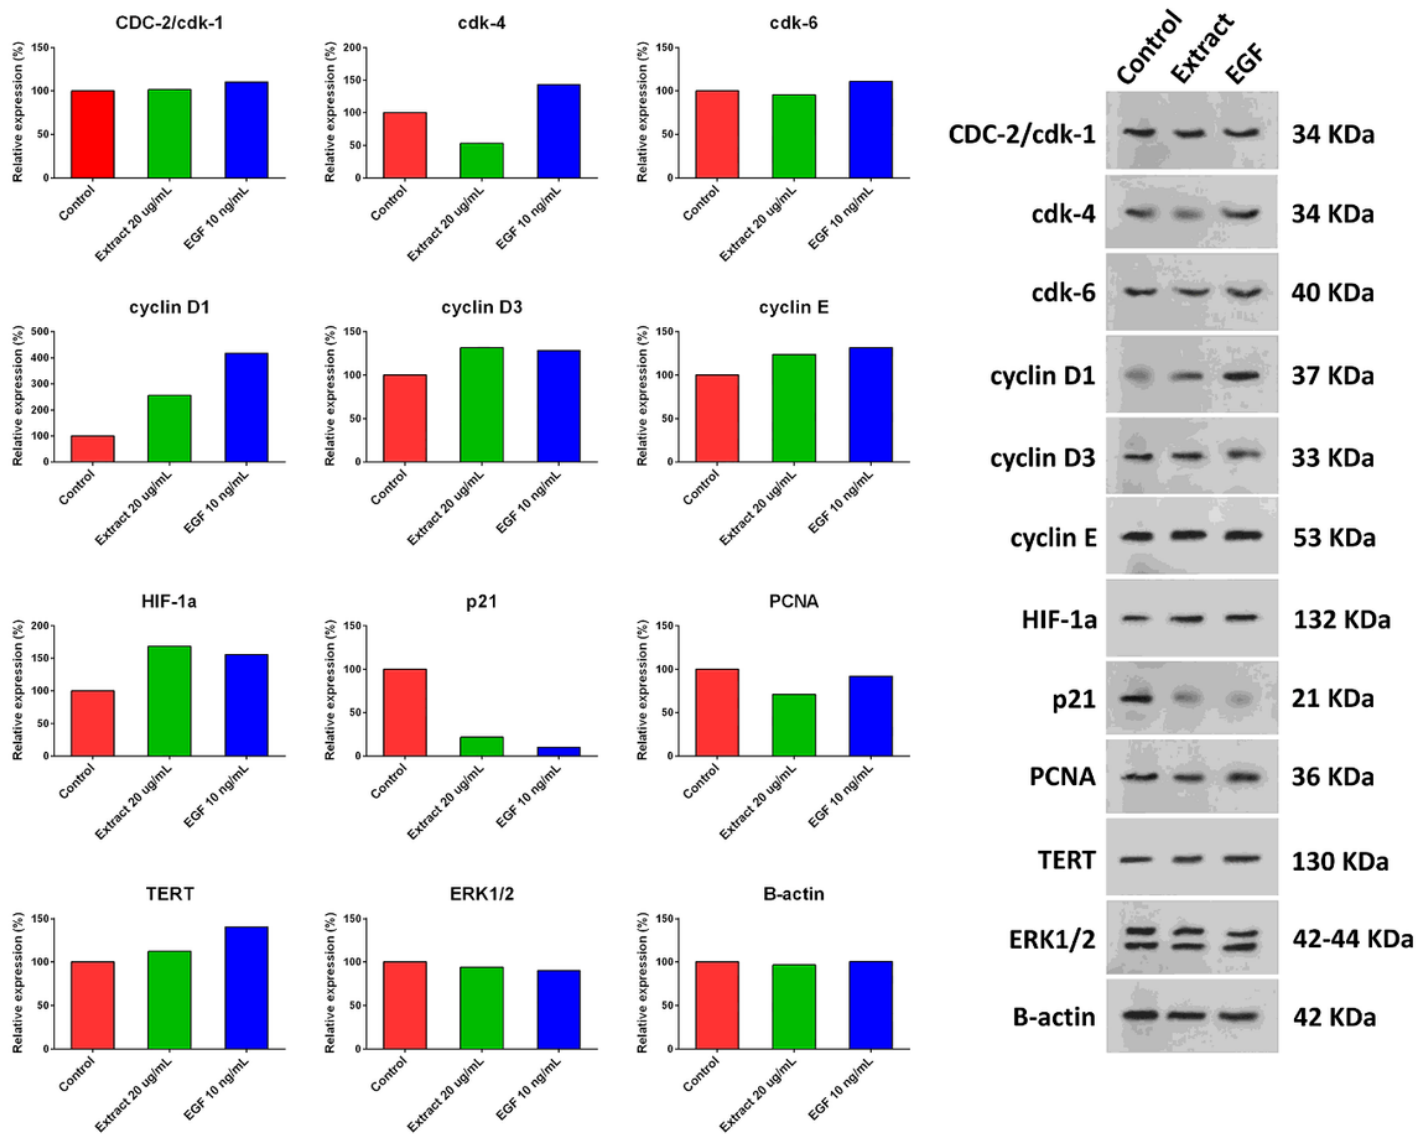 CDC-2/cdk-1
Relative expression (%)
150
100
50
0
Control
Extract 20 ug/mL
EGF 10 ng/mL
cdk-4
Relative expression (%)
200
150
100
50
0
Control
Extract 20 ug/mL
EGF 10 ng/mL
cdk-6
Relative expression (%)
150
100
50
0
Control
Extract 20 ug/mL
EGF 10 ng/mL
cyclin D1
Relative expression (%)
500
400
300
200
100
0
Control
Extract 20 ug/mL
EGF 10 ng/mL
cyclin D3
Relative expression (%)
150
100
50
0
Control
Extract 20 ug/mL
EGF 10 ng/mL
cyclin E
Relative expression (%)
150
100
50
0
Control
Extract 20 ug/mL
EGF 10 ng/mL
HIF-1a
Relative expression (%)
200
150
100
50
0
Control
Extract 20 ug/mL
EGF 10 ng/mL
p21
Relative expression (%)
150
100
50
0
Control
Extract 20 ug/mL
EGF 10 ng/mL
PCNA
Relative expression (%)
150
100
50
0
Control
Extract 20 ug/mL
EGF 10 ng/mL
TERT
Relative expression (%)
150
100
50
0
Control
Extract 20 ug/mL
EGF 10 ng/mL
ERK1/2
Relative expression (%)
150
100
50
0
Control
Extract 20 ug/mL
EGF 10 ng/mL
B-actin
Relative expression (%)
150
100
50
0
Control
Extract 20 ug/mL
EGF 10 ng/mL
Control Extract EGF
CDC-2/cdk-1 34 KDa
cdk-4 34 KDa
cdk-6 40 KDa
cyclin D1 37 KDa
cyclin D3 33 KDa
cyclin E 53 KDa
HIF-1a 132 KDa
p21 21 KDa
PCNA 36 KDa
TERT 130 KDa
ERK1/2 42-44 KDa
B-actin 42 KDa